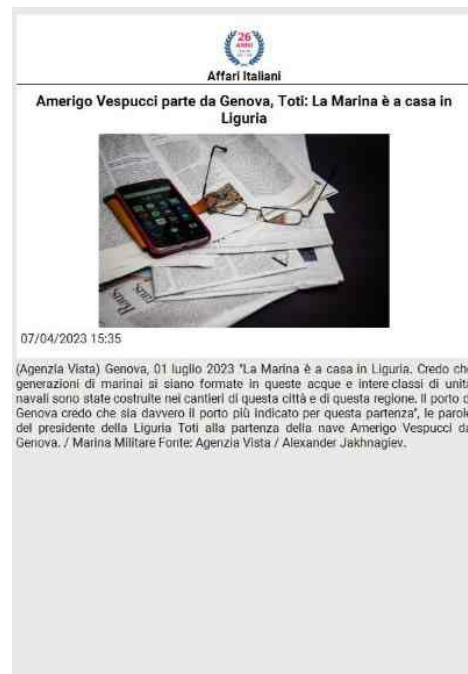 26
ANNI
Affari Italiani
Amerigo Vespucci parte da Genova, Toti: La Marina è a casa in
Liguria
07/04/2023 15:35
(Agenzia Vista) Genova, 01 luglio 2023 "La Marina è a casa in Liguria. Credo che
generazioni di marinai si siano formate in queste acque e intere classi di unità
navali sono state costruite nei cantieri di questa città e di questa regione. Il porto d
Genova credo che sia davvero il porto più indicato per questa partenza", le parole
del presidente della Liguria Toti alla partenza della nave Amerigo Vespucci da
Genova. / Marina Militare Fonte: Agenzia Vista / Alexander Jakhnagiev.